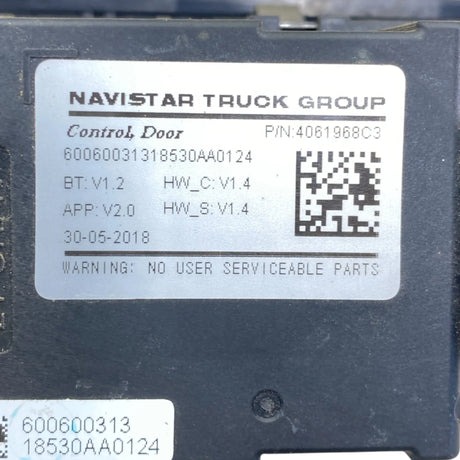 NAVISTAR TRUCK GROUP
Control, Door P/N:4061968C3
60060031318530AA0124
BT: V1.2 HW_C: V1.4
APP: V2.0 HW_S: V1.4
30-05-2018
WARNING: NO USER SERVICEABLE PARTS
600600313
18530AA0124